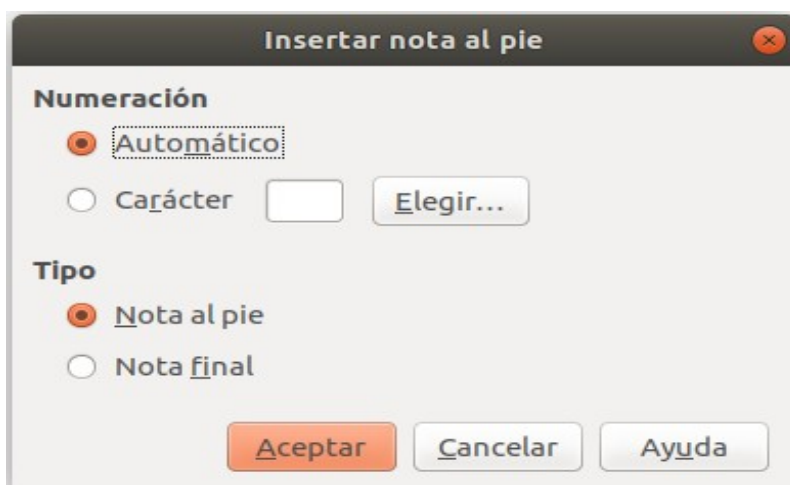 Insertar nota al pie
Numeración
Automático
Carácter Elegir...
Tipo
Nota al pie
Nota final
Aceptar Cancelar Ayuda